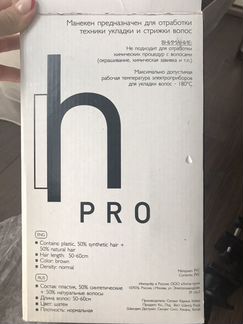 Манекен предназначен для отработки
техники укладки и стрижки волос
ВНИМАНИЕ:
Не подходит для отработки
химических процедур с волосами
(окрашивание, химическая завивка и т.п.)
Максимально допустимая
рабочая температура электроприборов
для укладки волос - 180°C
h
PRO
ENG
Contains: plastic, 50% synthetic hair +
50% natural hair
Hair length: 50-60cm
Color: brown
Density: normal
RUS
Состав: пластик, 50% синтетические
+ 50% натуральные волосы
Длина волос: 50-60см
Цвет: шатен
Плотность: нормальная